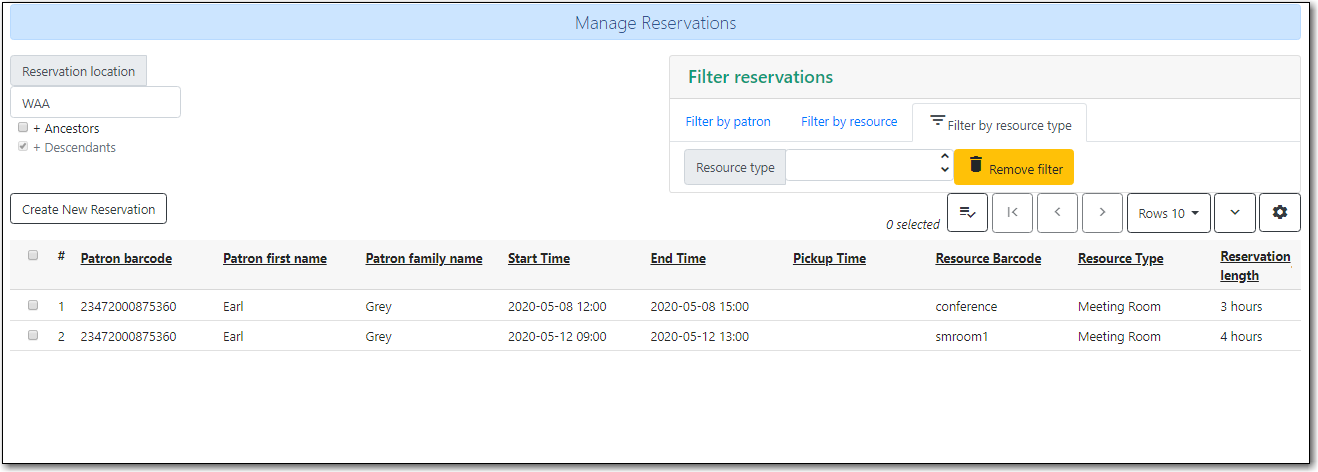 Manage Reservations
Reservation location
WAA
+ Ancestors
+ Descendants
Filter reservations
Filter by patron Filter by resource Filter by resource type
Resource type Remove filter
Create New Reservation
0 selected Rows 10
# Patron barcode Patron first name Patron family name Start Time End Time Pickup Time Resource Barcode Resource Type Reservation length
1 23472000875360 Earl Grey 2020-05-08 12:00 2020-05-08 15:00 conference Meeting Room 3 hours
2 23472000875360 Earl Grey 2020-05-12 09:00 2020-05-12 13:00 smroom1 Meeting Room 4 hours